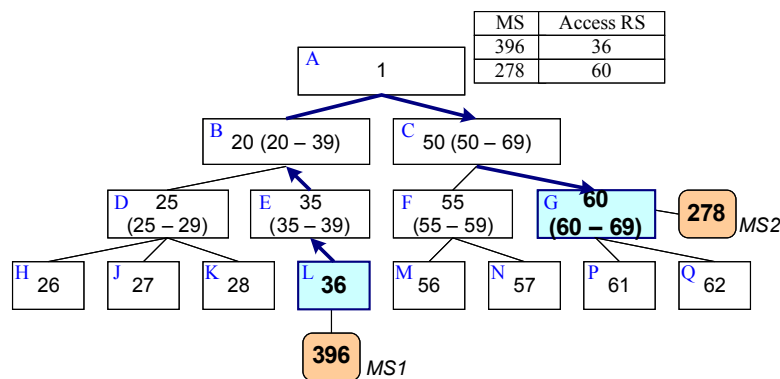 MS Access RS
396 36
278 60
A
1
B
20 (20 – 39)
C
50 (50 – 69)
D
25
(25 – 29)
E
35
(35 – 39)
F
55
(55 – 59)
G
60
(60 – 69)
278
MS2
H
26
J
27
K
28
L
36
M
56
N
57
P
61
Q
62
396
MS1